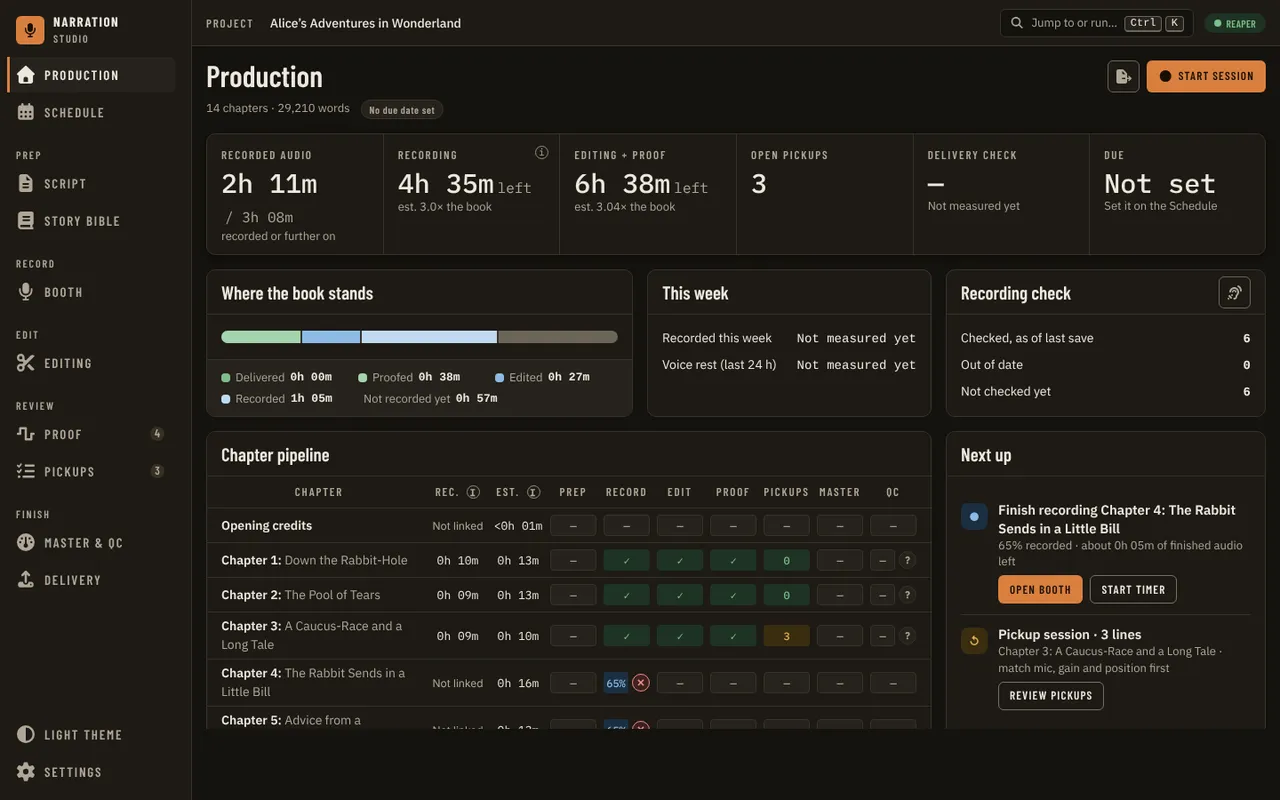 NARRATION
STUDIO
PRODUCTION
SCHEDULE
PREP
SCRIPT
STORY BIBLE
RECORD
BOOTH
EDIT
EDITING
REVIEW
PROOF 4
PICKUPS 3
FINISH
MASTER & QC
DELIVERY
LIGHT THEME
SETTINGS
PROJECT Alice's Adventures in Wonderland
Jump to or run... Ctrl K
REAPER
Production
14 chapters · 29,210 words No due date set
START SESSION
RECORDED AUDIO
2h 11m
/ 3h 08m
recorded or further on
RECORDING
4h 35m left
est. 3.0× the book
EDITING + PROOF
6h 38m left
est. 3.04× the book
OPEN PICKUPS
3
DELIVERY CHECK
—
Not measured yet
DUE
Not set
Set it on the Schedule
Where the book stands
Delivered 0h 00m Proofed 0h 38m Edited 0h 27m
Recorded 1h 05m Not recorded yet 0h 57m
This week
Recorded this week Not measured yet
Voice rest (last 24 h) Not measured yet
Recording check
Checked, as of last save 6
Out of date 0
Not checked yet 6
Chapter pipeline
CHAPTER REC. EST. PREP RECORD EDIT PROOF PICKUPS MASTER QC
Opening credits Not linked <0h 01m — — — — — — —
Chapter 1: Down the Rabbit-Hole 0h 10m 0h 13m — ✓ ✓ ✓ 0 — — ?
Chapter 2: The Pool of Tears 0h 09m 0h 13m — ✓ ✓ ✓ 0 — — ?
Chapter 3: A Caucus-Race and a
Long Tale 0h 09m 0h 10m — ✓ ✓ ✓ 3 — — ?
Chapter 4: The Rabbit Sends in a
Little Bill Not linked 0h 16m — 65% — — — — —
Chapter 5: Advice from a
Next up
Finish recording Chapter 4: The Rabbit
Sends in a Little Bill
65% recorded · about 0h 05m of finished audio
left
OPEN BOOTH START TIMER
Pickup session · 3 lines
Chapter 3: A Caucus-Race and a Long Tale ·
match mic, gain and position first
REVIEW PICKUPS